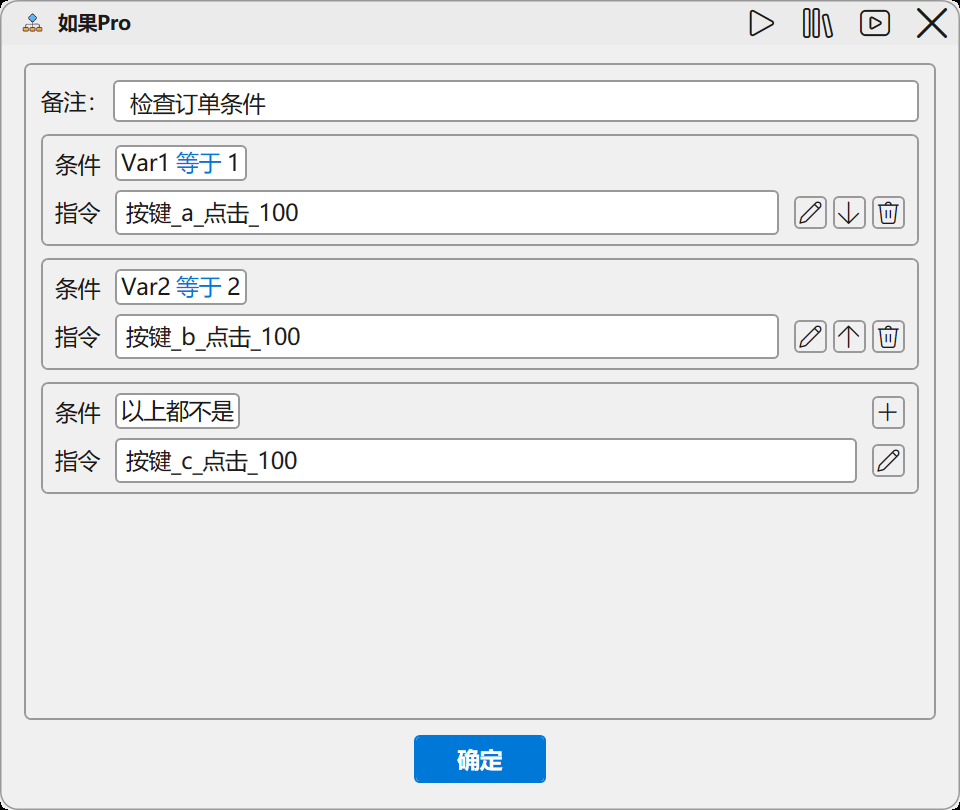 如果Pro
备注： 检查订单条件
条件 Var1 等于 1
指令 按键_a_点击_100
条件 Var2 等于 2
指令 按键_b_点击_100
条件 以上都不是
指令 按键_c_点击_100
确定